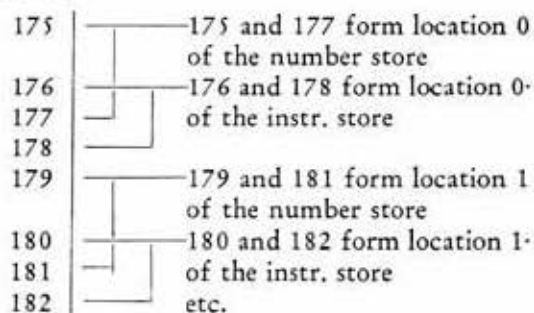 175 175 and 177 form location 0
of the number store
176 176 and 178 form location 0·
177 of the instr. store
178
179 179 and 181 form location 1
of the number store
180 180 and 182 form location 1·
181 of the instr. store
182 etc.